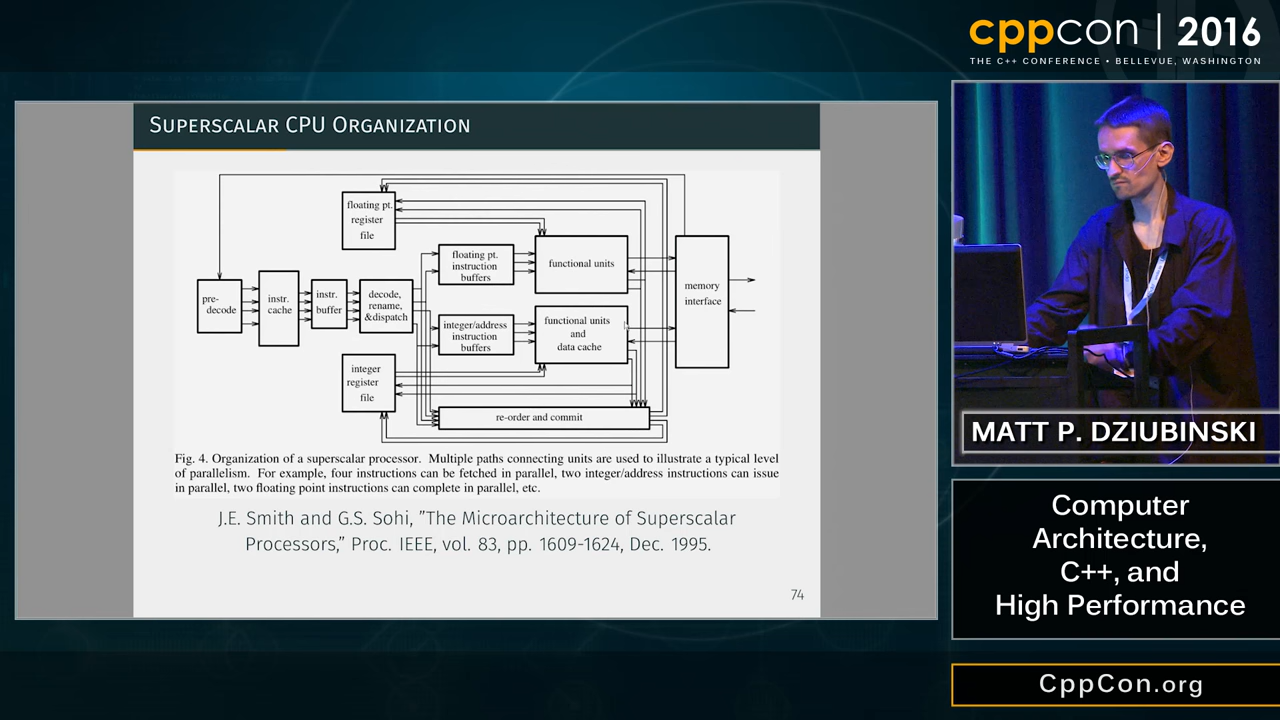 cppcon | 2016
THE C++ CONFERENCE • BELLEVUE, WASHINGTON
SUPERSCALAR CPU ORGANIZATION
floating pt.
register
file
floating pt.
instruction
buffers
functional units
memory
interface
pre-
decode
instr.
cache
instr.
buffer
decode,
rename,
&dispatch
integer/address
instruction
buffers
functional units
and
data cache
integer
register
file
re-order and commit
Fig. 4. Organization of a superscalar processor. Multiple paths connecting units are used to illustrate a typical level
of parallelism. For example, four instructions can be fetched in parallel, two integer/address instructions can issue
in parallel, two floating point instructions can complete in parallel, etc.
J.E. Smith and G.S. Sohi, ”The Microarchitecture of Superscalar
Processors,” Proc. IEEE, vol. 83, pp. 1609-1624, Dec. 1995.
74
MATT P. DZIUBINSKI
Computer
Architecture,
C++, and
High Performance
CppCon.org